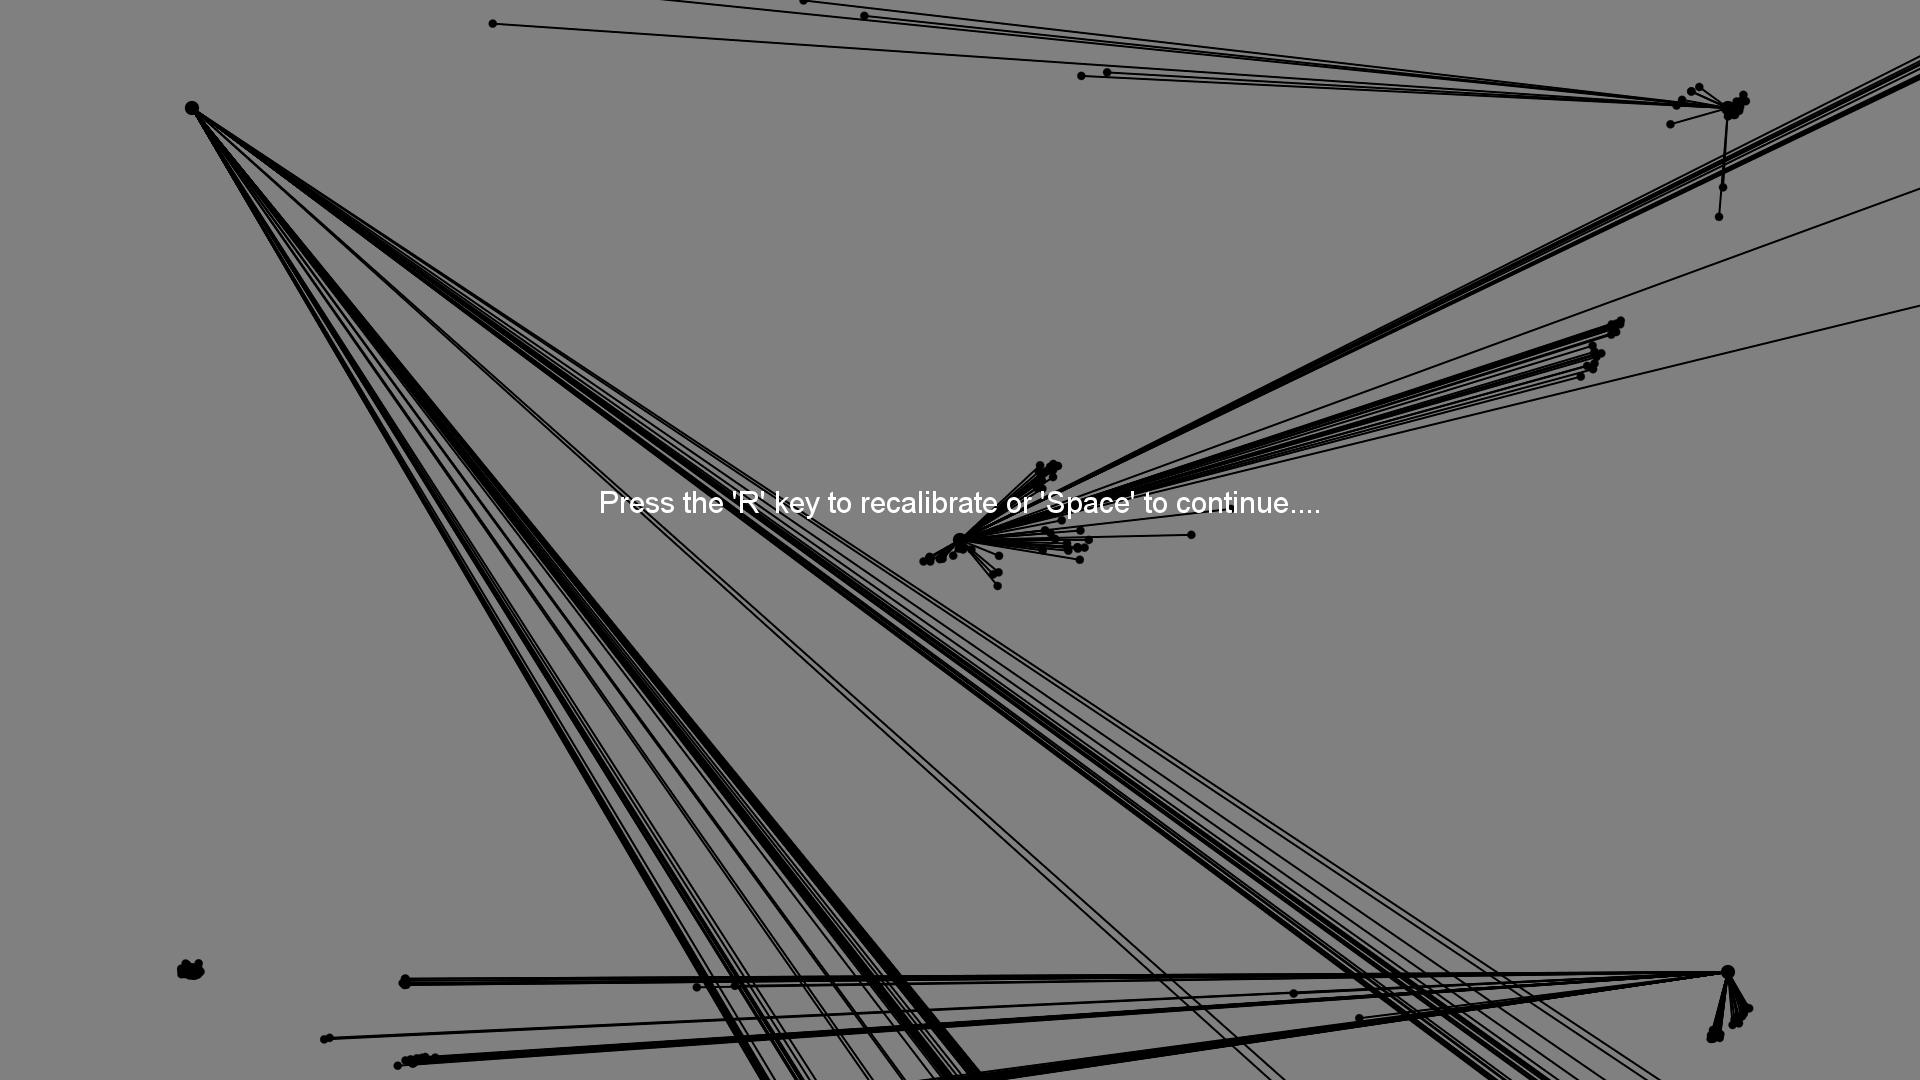 Press the 'R' key to recalibrate or 'Space' to continue....